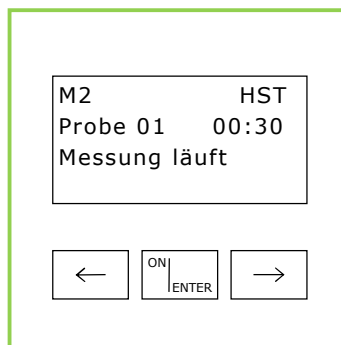 M2 HST
Probe 01 00:30
Messung läuft
ON
ENTER